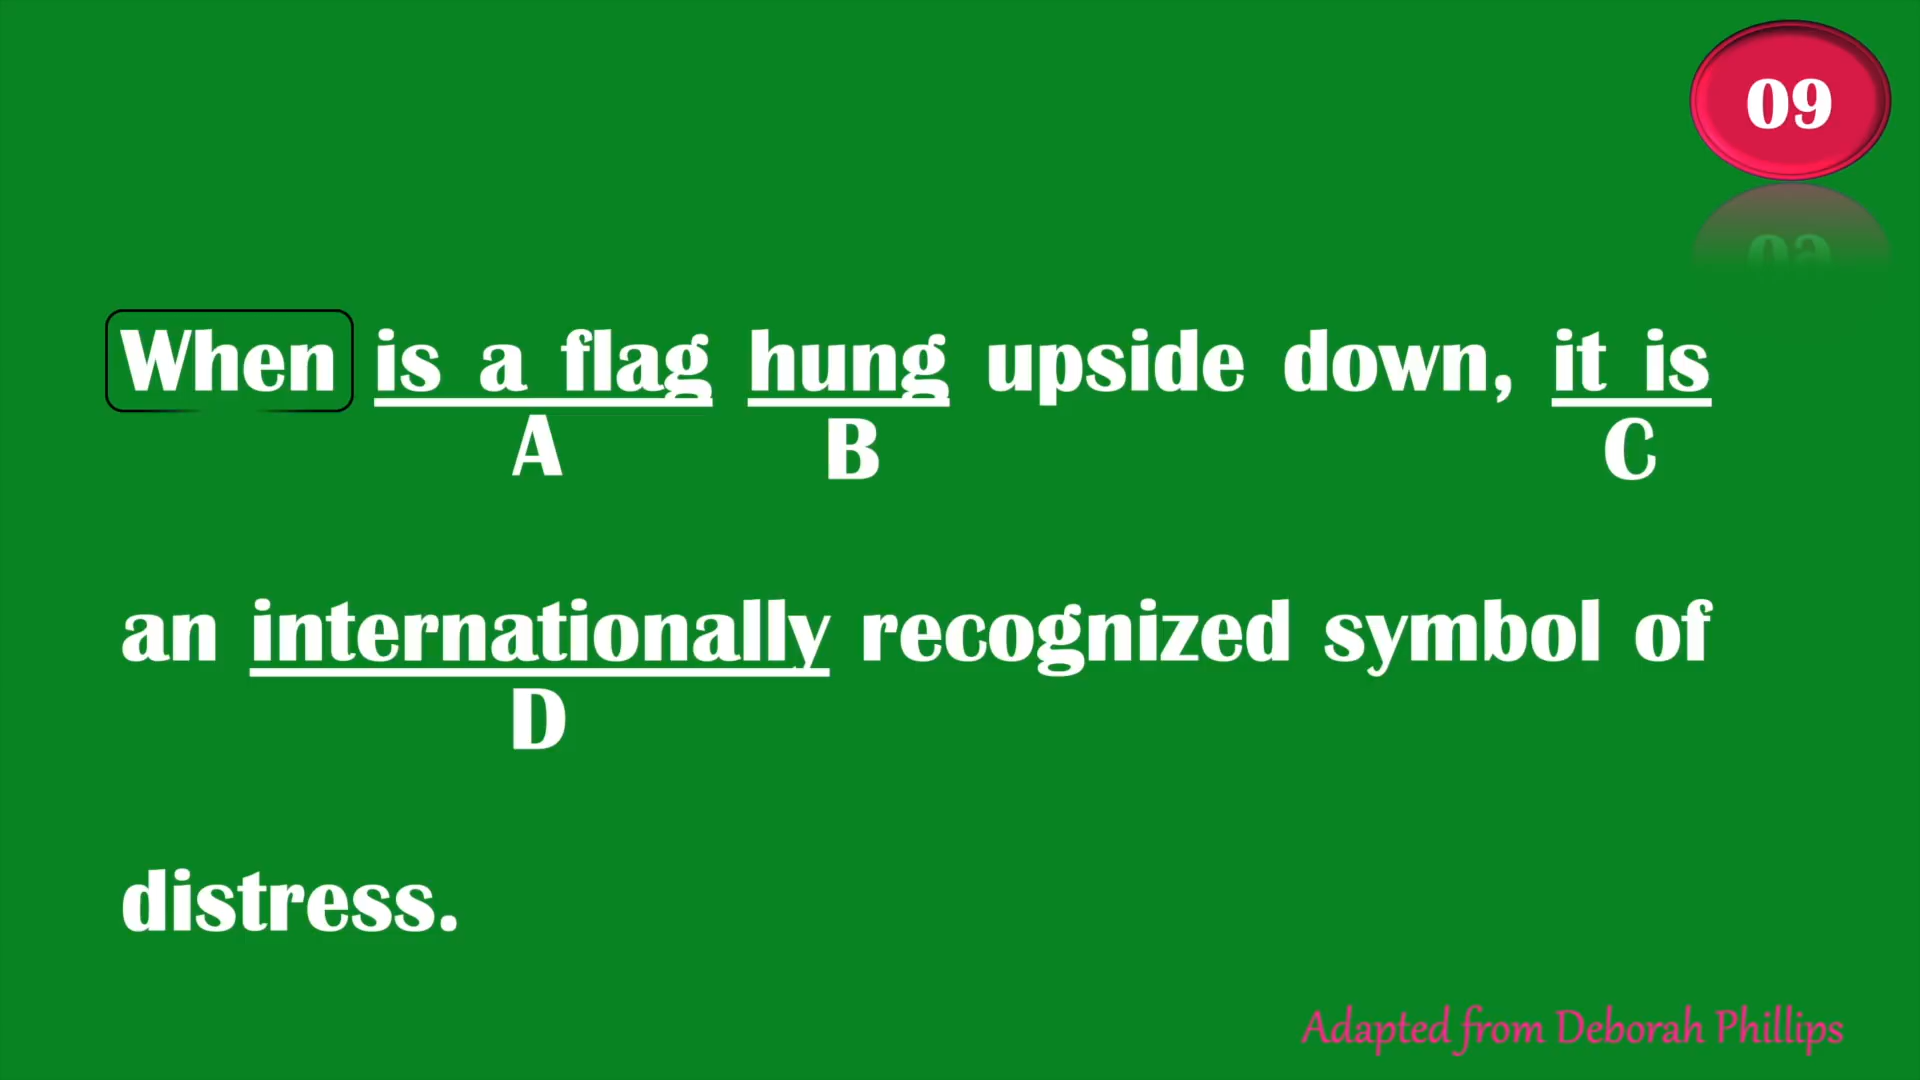 09
When is a flag hung upside down, it is
A B C
an internationally recognized symbol of
D
distress.
Adapted from Deborah Phillips